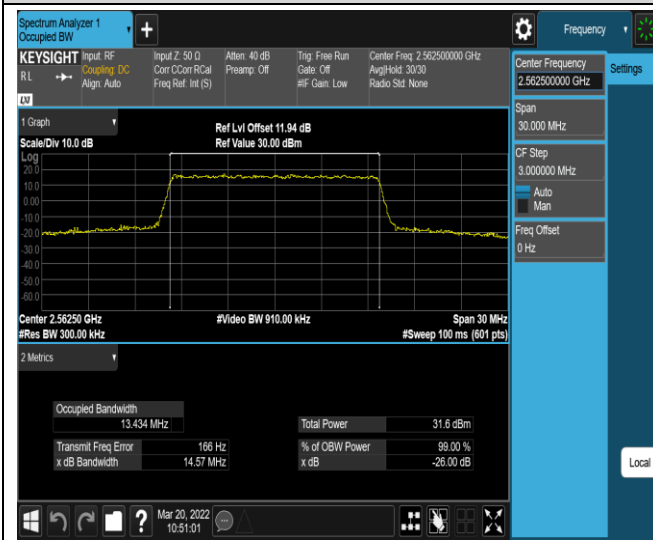 Spectrum Analyzer 1
Occupied BW
+
Frequency
KEYSIGHT
RL
Input: RF
Coupling: DC
Align: Auto
Input Z: 50 Ω
Corr CCorr RCal
Freq Ref: Int (S)
Atten: 40 dB
Preamp: Off
Trig: Free Run
Gate: Off
#IF Gain: Low
Center Freq: 2.562500000 GHz
Avg|Hold: 30/30
Radio Std: None
LXI
Center Frequency
2.562500000 GHz
Settings
Span
30.000 MHz
CF Step
3.000000 MHz
Auto
Man
Freq Offset
0 Hz
1 Graph
Scale/Div 10.0 dB
Ref Lvl Offset 11.94 dB
Ref Value 30.00 dBm
Log
20.0
10.0
0.00
-10.0
-20.0
-30.0
-40.0
-50.0
-60.0
Center 2.56250 GHz
#Video BW 910.00 kHz
Span 30 MHz
#Res BW 300.00 kHz
#Sweep 100 ms (601 pts)
2 Metrics
Occupied Bandwidth
13.434 MHz
Total Power 31.6 dBm
Transmit Freq Error 166 Hz
% of OBW Power 99.00 %
x dB Bandwidth 14.57 MHz
x dB -26.00 dB
Local
?
Mar 20, 2022
10:51:01